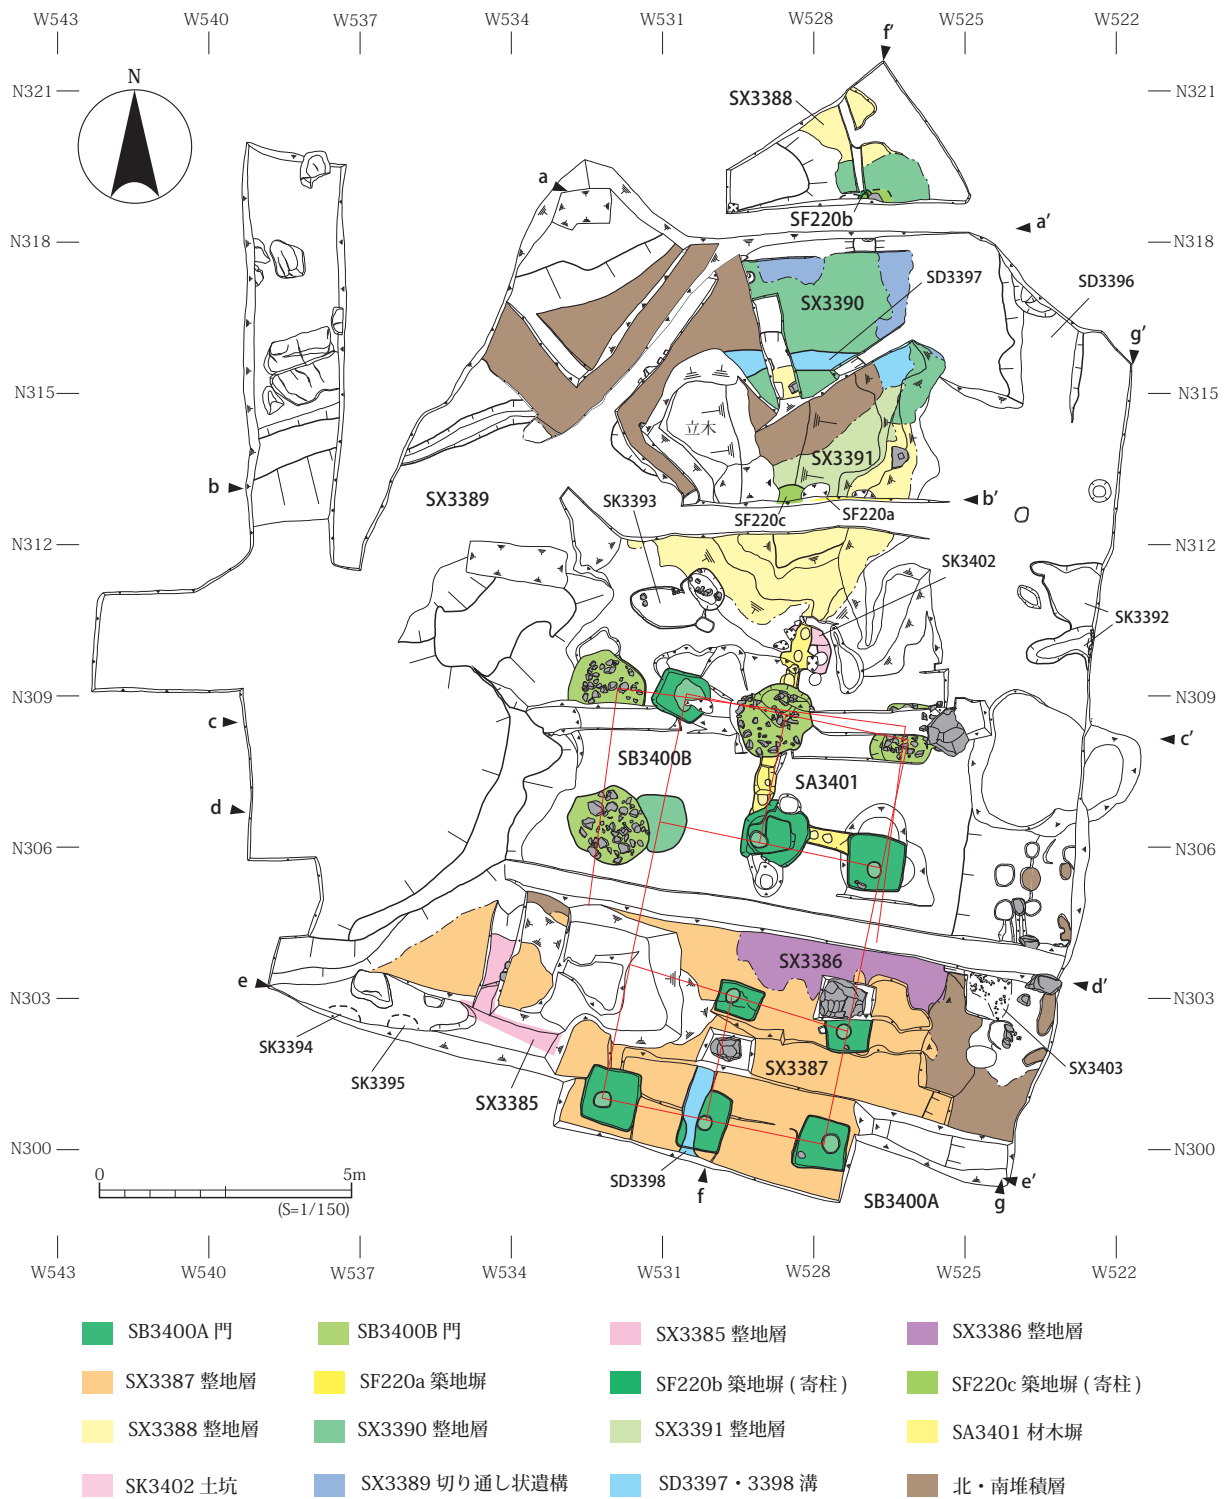 W543 W540 W537 W534 W531 W528 W525 W522
f'
N321 N321
N
SX3388
a
SF220b
a'
N318 N318
SD3397
SD3396
SX3390
g'
N315 N315
立木
SX3391
b
SX3389
SK3393
b'
SF220c
SF220a
N312 N312
SK3402
SK3392
N309 N309
c
c'
SB3400B
SA3401
d
N306 N306
SX3386
e
d'
N303 N303
SK3394
SX3387
SX3403
SK3395
SX3385
N300 N300
0 5m
SD3398
f
e'
g
SB3400A
(S=1/150)
W543 W540 W537 W534 W531 W528 W525 W522
SB3400A 門 SB3400B 門 SX3385 整地層 SX3386 整地層
SX3387 整地層 SF220a 築地塀 SF220b 築地塀 ( 寄柱 ) SF220c 築地塀 ( 寄柱 )
SX3388 整地層 SX3390 整地層 SX3391 整地層 SA3401 材木塀
SK3402 土坑 SX3389 切り通し状遺構 SD3397・3398 溝 北・南堆積層